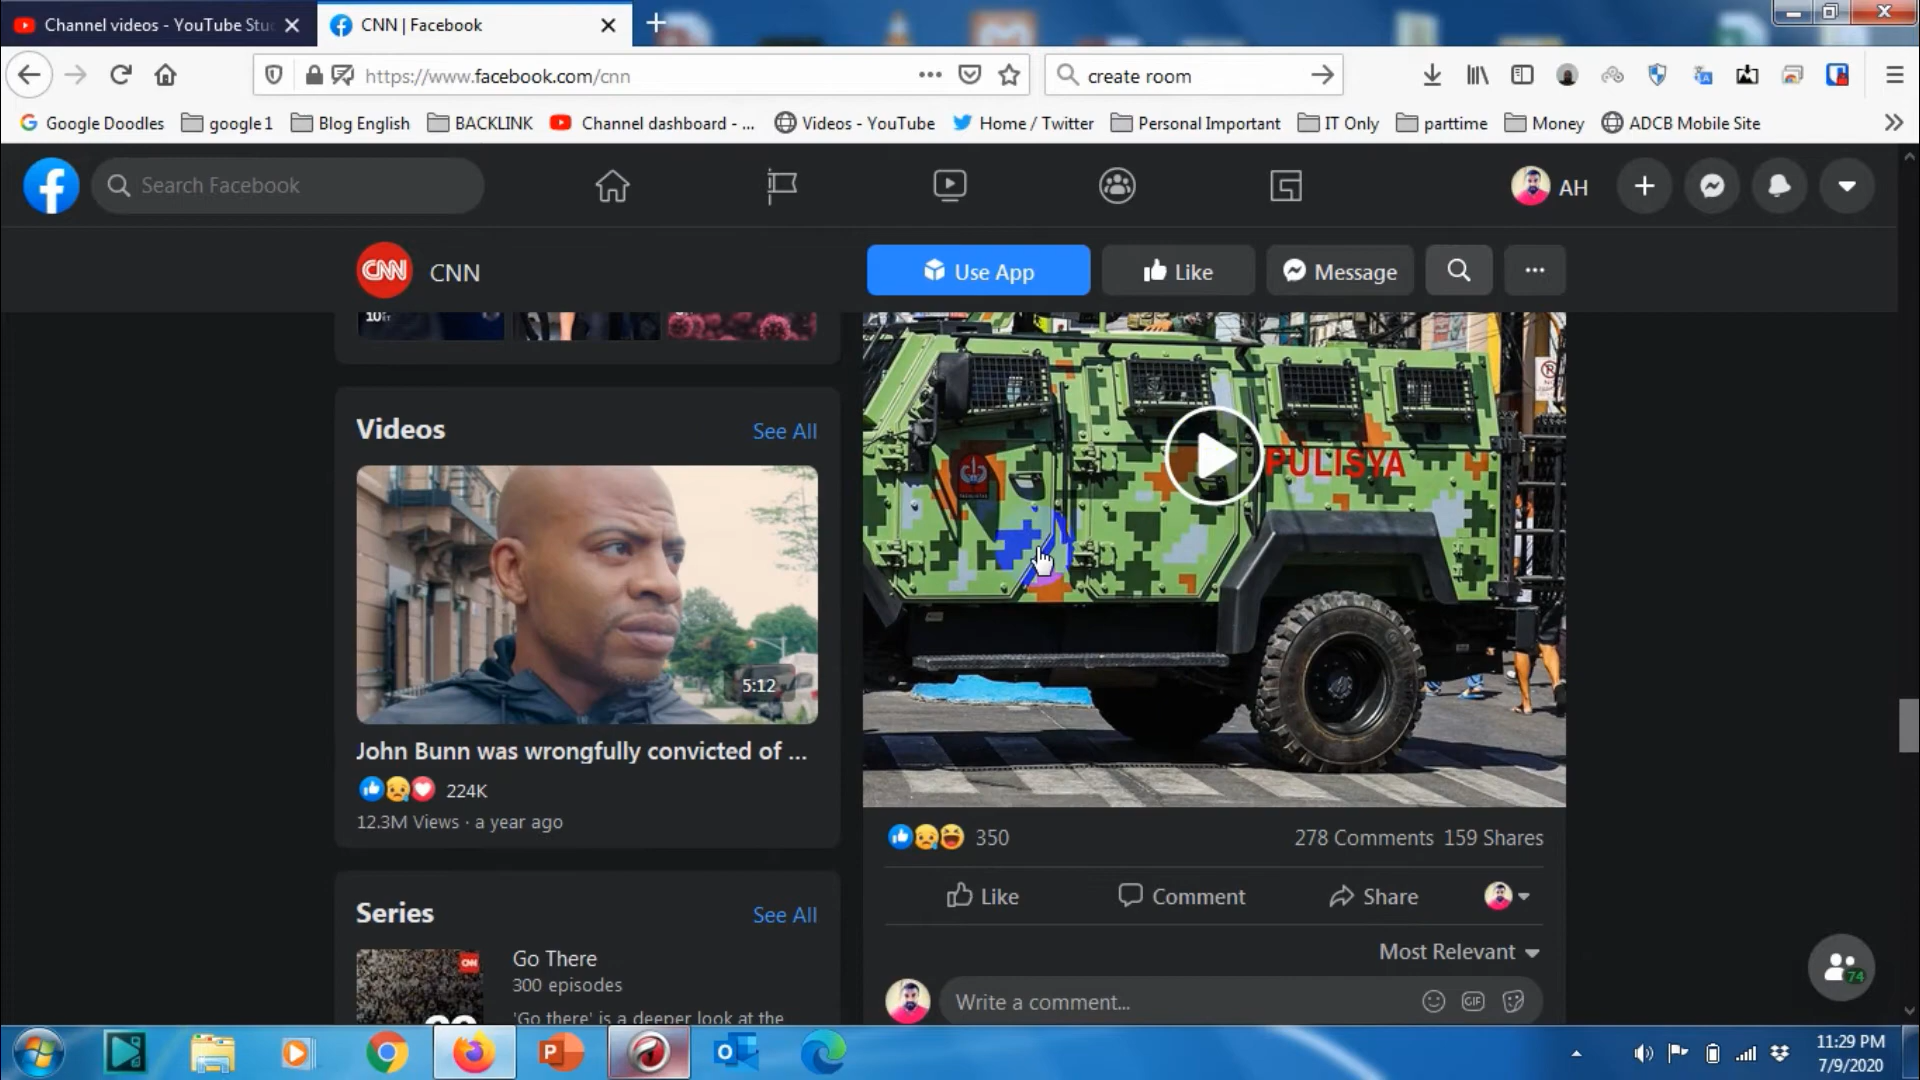 Channel videos - YouTube Stu
CNN | Facebook
https://www.facebook.com/cnn
create room
Google Doodles
google1
Blog English
BACKLINK
Channel dashboard - ...
Videos - YouTube
Home / Twitter
Personal Important
IT Only
parttime
Money
ADCB Mobile Site
Search Facebook
AH
CNN
CNN
Use App
Like
Message
10ET
Videos
See All
5:12
John Bunn was wrongfully convicted of ...
224K
12.3M Views · a year ago
Series
See All
CNN
Go There
300 episodes
'Go there' is a deeper look at the
PULISYA
350
278 Comments 159 Shares
Like
Comment
Share
Most Relevant
Write a comment...
GIF
74
11:29 PM
7/9/2020